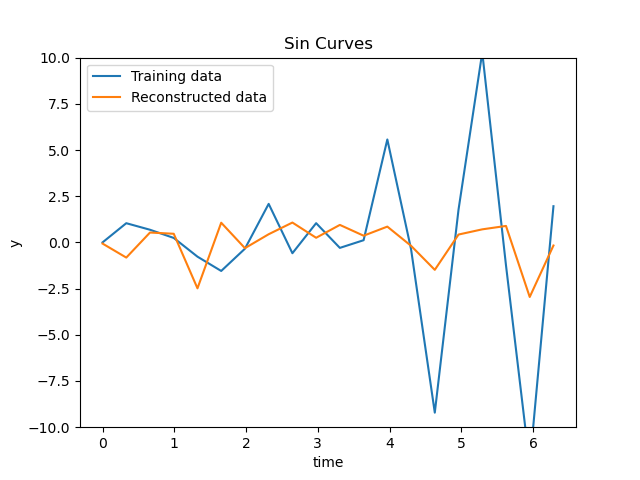 Sin Curves
Training data
Reconstructed data
10.0
7.5
5.0
2.5
0.0
−2.5
−5.0
−7.5
−10.0
y
0 1 2 3 4 5 6
time